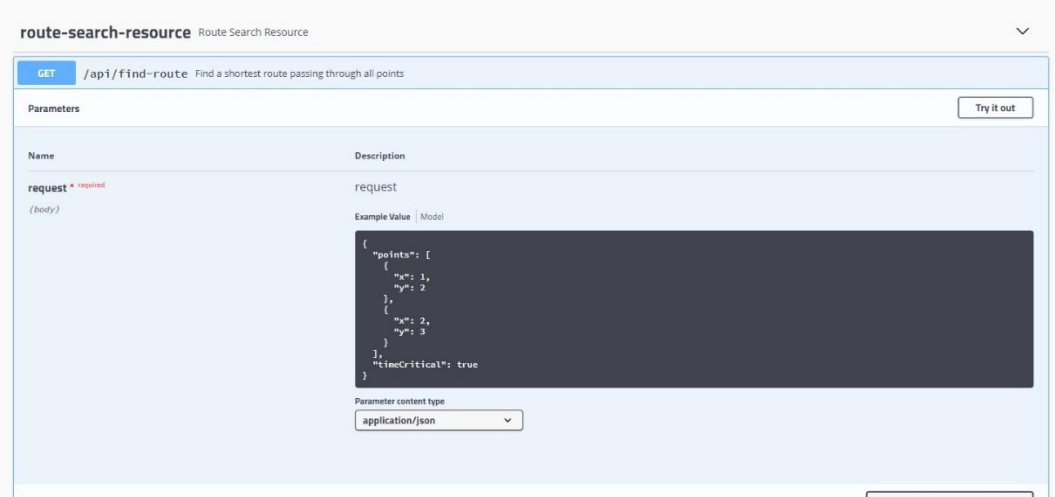 route-search-resource Route Search Resource
GET /api/find-route Find a shortest route passing through all points
Parameters Try it out
Name Description
request * required request
(body)
Example Value Model
{
"points": [
{
"x": 1,
"y": 2
},
{
"x": 2,
"y": 3
}
],
"timeCritical": true
}
Parameter content type
application/json